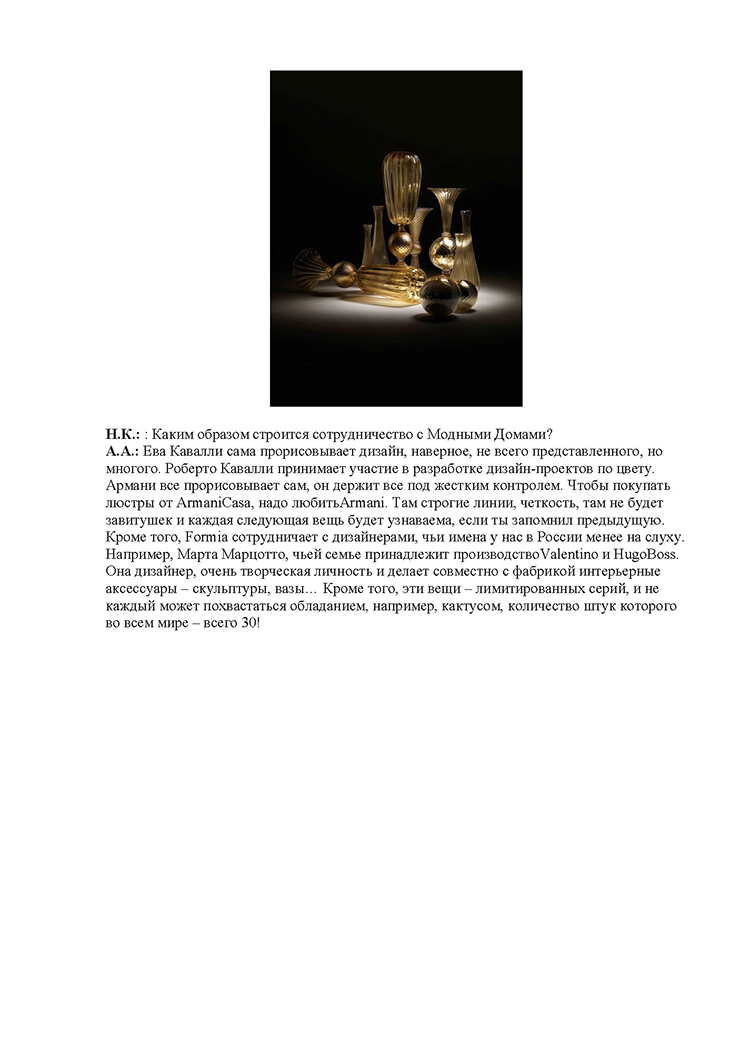 Н.К.: : Каким образом строится сотрудничество с Модными Домами?
А.А.: Ева Кавалли сама прорисовывает дизайн, наверное, не всего представленного, но
многого. Роберто Кавалли принимает участие в разработке дизайн-проектов по цвету.
Армани все прорисовывает сам, он держит все под жестким контролем. Чтобы покупать
люстры от ArmaniCasa, надо любитьArmani. Там строгие линии, четкость, там не будет
завитушек и каждая следующая вещь будет узнаваема, если ты запомнил предыдущую.
Кроме того, Formia сотрудничает с дизайнерами, чьи имена у нас в России менее на слуху.
Например, Марта Марцотто, чьей семье принадлежит производствоValentino и HugoBoss.
Она дизайнер, очень творческая личность и делает совместно с фабрикой интерьерные
аксессуары – скульптуры, вазы… Кроме того, эти вещи – лимитированных серий, и не
каждый может похвастаться обладанием, например, кактусом, количество штук которого
во всем мире – всего 30!